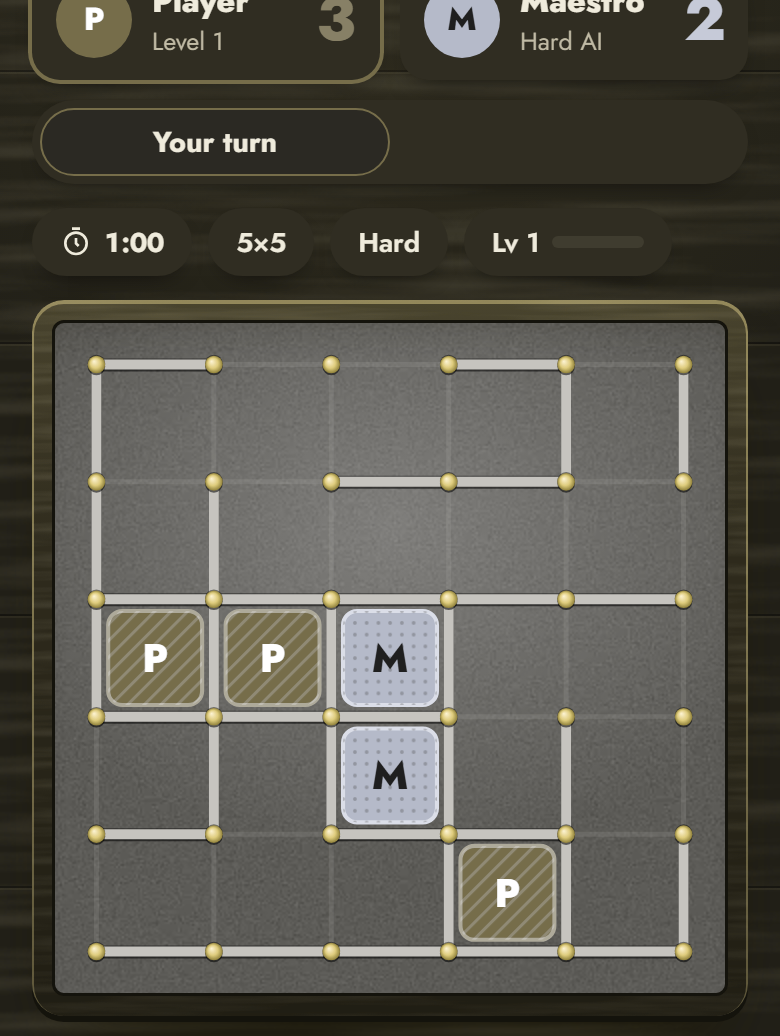 P Player 3
Level 1
M Maestro 2
Hard AI
Your turn
1:00 5×5 Hard Lv 1
P P M
M
P